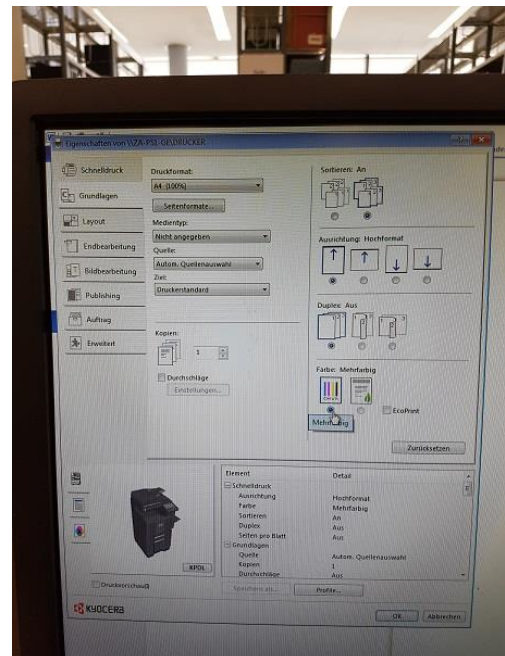 Eigenschaften von \\ZA-PS1-GE\DRUCKER
Schnelldruck
Grundlagen
Layout
Endbearbeitung
Bildbearbeitung
Publishing
Auftrag
Erweitert
Druckformat:
A4 (100%)
Seitenformate...
Medientyp:
Nicht angegeben
Quelle:
Autom. Quellenauswahl
Ziel:
Druckerstandard
Kopien:
1
Durchschläge
Einstellungen...
Sortieren: An
Ausrichtung: Hochformat
Duplex: Aus
Farbe: Mehrfarbig
EcoPrint
Mehrfarbig
Zurücksetzen
Element Detail
Schnelldruck
Ausrichtung Hochformat
Farbe Mehrfarbig
Sortieren An
Duplex Aus
Seiten pro Blatt Aus
Grundlagen
Quelle Autom. Quellenauswahl
Kopien 1
Durchschläge Aus
KPDL
Druckvorschau
Speichern als...
Profile...
KYOCERA
OK
Abbrechen